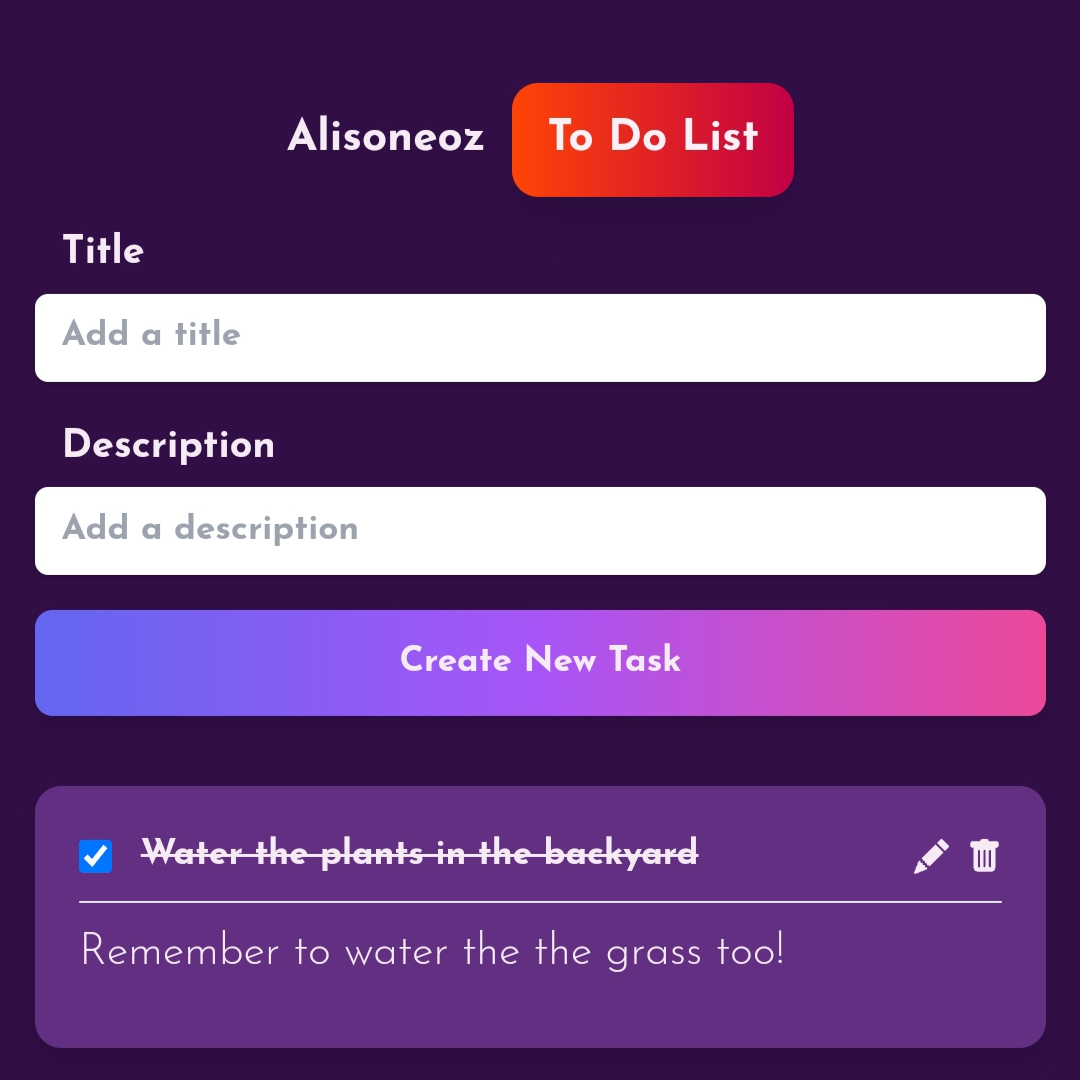 Alisoneoz To Do List
Title
Add a title
Description
Add a description
Create New Task
Water the plants in the backyard
Remember to water the the grass too!